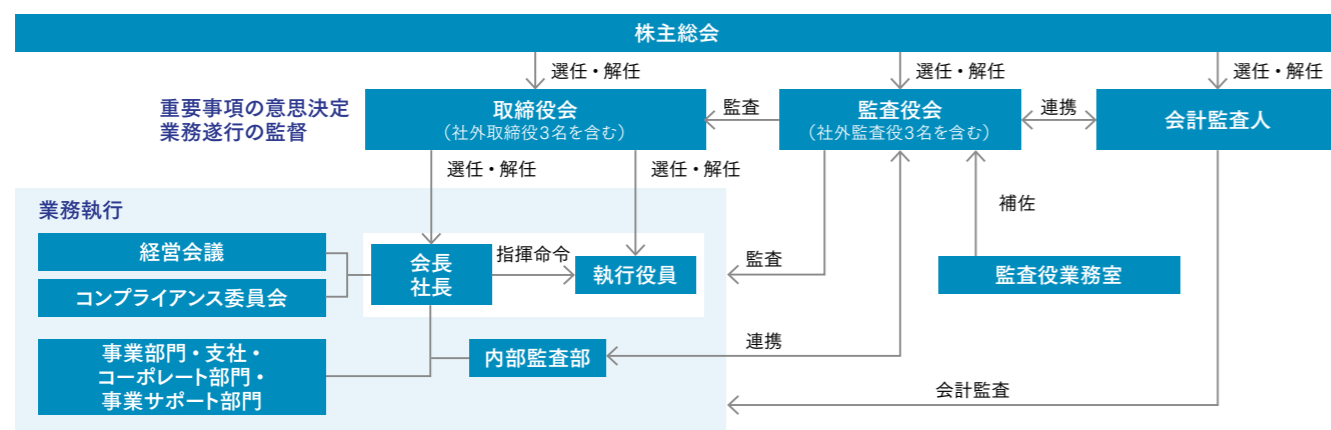 株主総会
選任・解任
選任・解任
選任・解任
重要事項の意思決定
業務遂行の監督
取締役会
（社外取締役3名を含む）
監査
監査役会
（社外監査役3名を含む）
連携
会計監査人
選任・解任
選任・解任
業務執行
補佐
経営会議
コンプライアンス委員会
会長
社長
指揮命令
執行役員
監査
監査役業務室
事業部門・支社・
コーポレート部門・
事業サポート部門
内部監査部
連携
会計監査